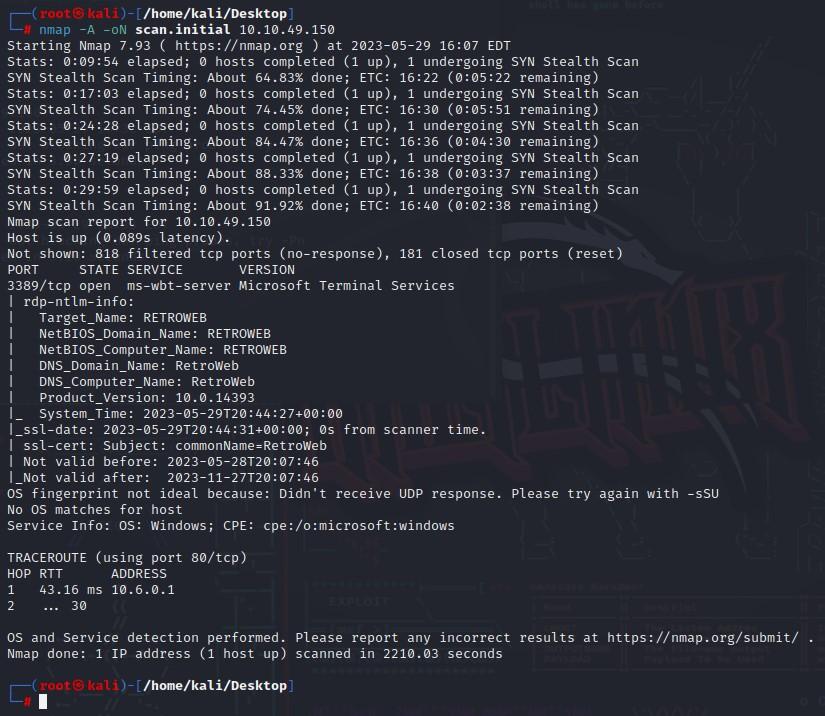 shell has gone before
┌──(root㉿kali)-[/home/kali/Desktop]
└─# nmap -A -oN scan.initial 10.10.49.150
Starting Nmap 7.93 ( https://nmap.org ) at 2023-05-29 16:07 EDT
Stats: 0:09:54 elapsed; 0 hosts completed (1 up), 1 undergoing SYN Stealth Scan
SYN Stealth Scan Timing: About 64.83% done; ETC: 16:22 (0:05:22 remaining)
Stats: 0:17:03 elapsed; 0 hosts completed (1 up), 1 undergoing SYN Stealth Scan
SYN Stealth Scan Timing: About 74.45% done; ETC: 16:30 (0:05:51 remaining)
Stats: 0:24:28 elapsed; 0 hosts completed (1 up), 1 undergoing SYN Stealth Scan
SYN Stealth Scan Timing: About 84.47% done; ETC: 16:36 (0:04:30 remaining)
Stats: 0:27:19 elapsed; 0 hosts completed (1 up), 1 undergoing SYN Stealth Scan
SYN Stealth Scan Timing: About 88.33% done; ETC: 16:38 (0:03:37 remaining)
Stats: 0:29:59 elapsed; 0 hosts completed (1 up), 1 undergoing SYN Stealth Scan
SYN Stealth Scan Timing: About 91.92% done; ETC: 16:40 (0:02:38 remaining)
Nmap scan report for 10.10.49.150
Host is up (0.089s latency).
Not shown: 818 filtered tcp ports (no-response), 181 closed tcp ports (reset)
PORT     STATE SERVICE       VERSION
3389/tcp open  ms-wbt-server Microsoft Terminal Services
| rdp-ntlm-info:
|   Target_Name: RETROWEB
|   NetBIOS_Domain_Name: RETROWEB
|   NetBIOS_Computer_Name: RETROWEB
|   DNS_Domain_Name: RetroWeb
|   DNS_Computer_Name: RetroWeb
|   Product_Version: 10.0.14393
|_  System_Time: 2023-05-29T20:44:27+00:00
|_ssl-date: 2023-05-29T20:44:31+00:00; 0s from scanner time.
| ssl-cert: Subject: commonName=RetroWeb
| Not valid before: 2023-05-28T20:07:46
|_Not valid after:  2023-11-27T20:07:46
OS fingerprint not ideal because: Didn't receive UDP response. Please try again with -sSU
No OS matches for host
Service Info: OS: Windows; CPE: cpe:/o:microsoft:windows
TRACEROUTE (using port 80/tcp)
HOP RTT      ADDRESS
1   43.16 ms 10.6.0.1
2   ... 30
EXPLOIT
OS and Service detection performed. Please report any incorrect results at https://nmap.org/submit/ .
Nmap done: 1 IP address (1 host up) scanned in 2210.03 seconds
┌──(root㉿kali)-[/home/kali/Desktop]
└─#